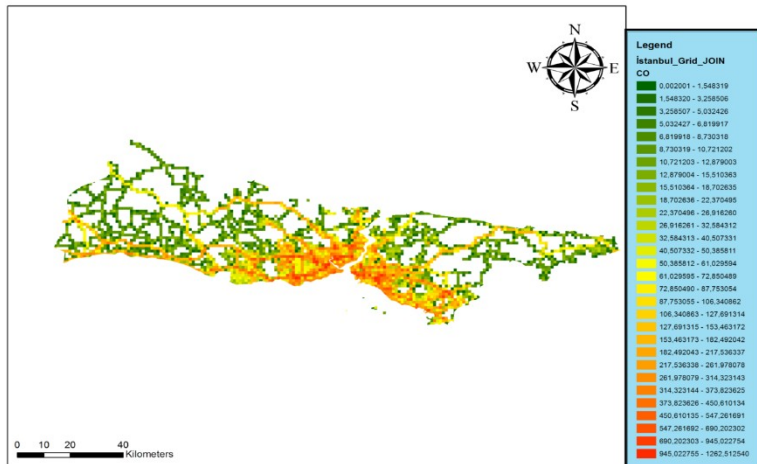 N
W E
S
0 10 20 40
Kilometers
Legend
İstanbul_Grid_JOIN
CO
0,002001 - 1,548319
1,548320 - 3,258506
3,258507 - 5,032426
5,032427 - 6,819917
6,819918 - 8,730318
8,730319 - 10,721202
10,721203 - 12,879003
12,879004 - 15,510363
15,510364 - 18,702635
18,702636 - 22,370495
22,370496 - 26,916260
26,916261 - 32,584312
32,584313 - 40,507331
40,507332 - 50,385811
50,385812 - 61,029594
61,029595 - 72,850489
72,850490 - 87,753054
87,753055 - 106,340862
106,340863 - 127,691314
127,691315 - 153,463172
153,463173 - 182,492042
182,492043 - 217,536337
217,536338 - 261,978078
261,978079 - 314,323143
314,323144 - 373,823625
373,823626 - 450,610134
450,610135 - 547,261691
547,261692 - 690,202302
690,202303 - 945,022754
945,022755 - 1262,512540